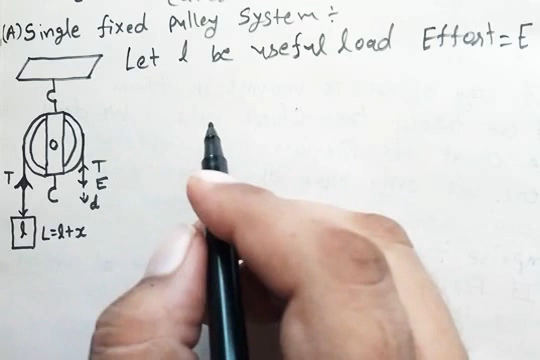 (A) Single fixed pulley System ÷
Let l be useful load Effort = E
C
T
T
E
C
d
l L=l+x